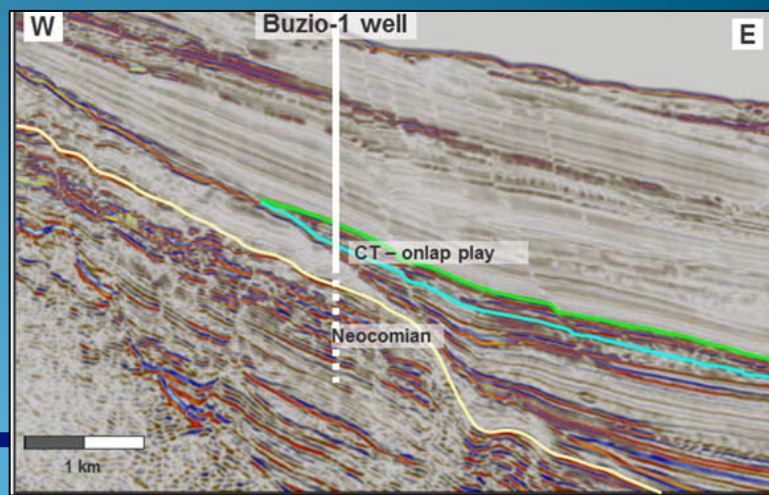 W
Buzio-1 well
E
CT – onlap play
Neocomian
1 km